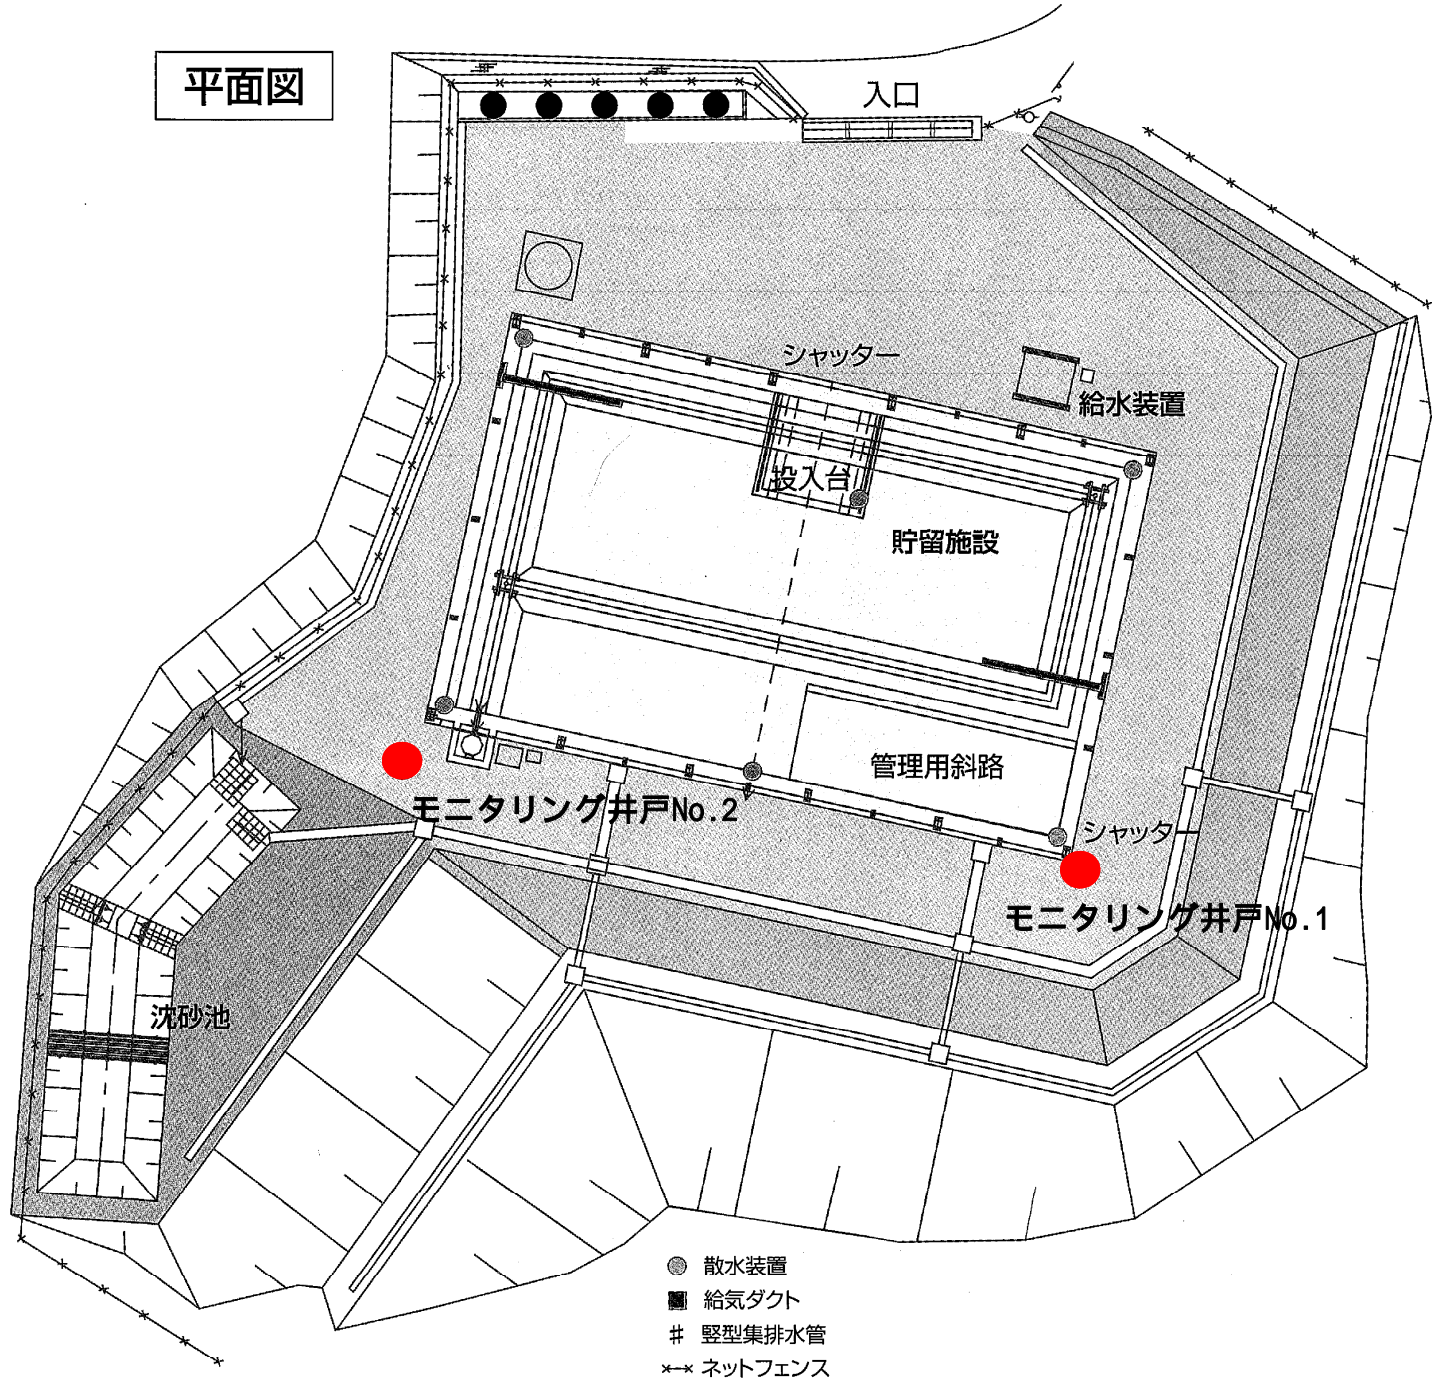 平面図
入口
シャッター
給水装置
投入台
貯留施設
管理用斜路
モニタリング井戸No.2
シャッター
モニタリング井戸No.1
沈砂池
散水装置
給気ダクト
竪型集排水管
ネットフェンス